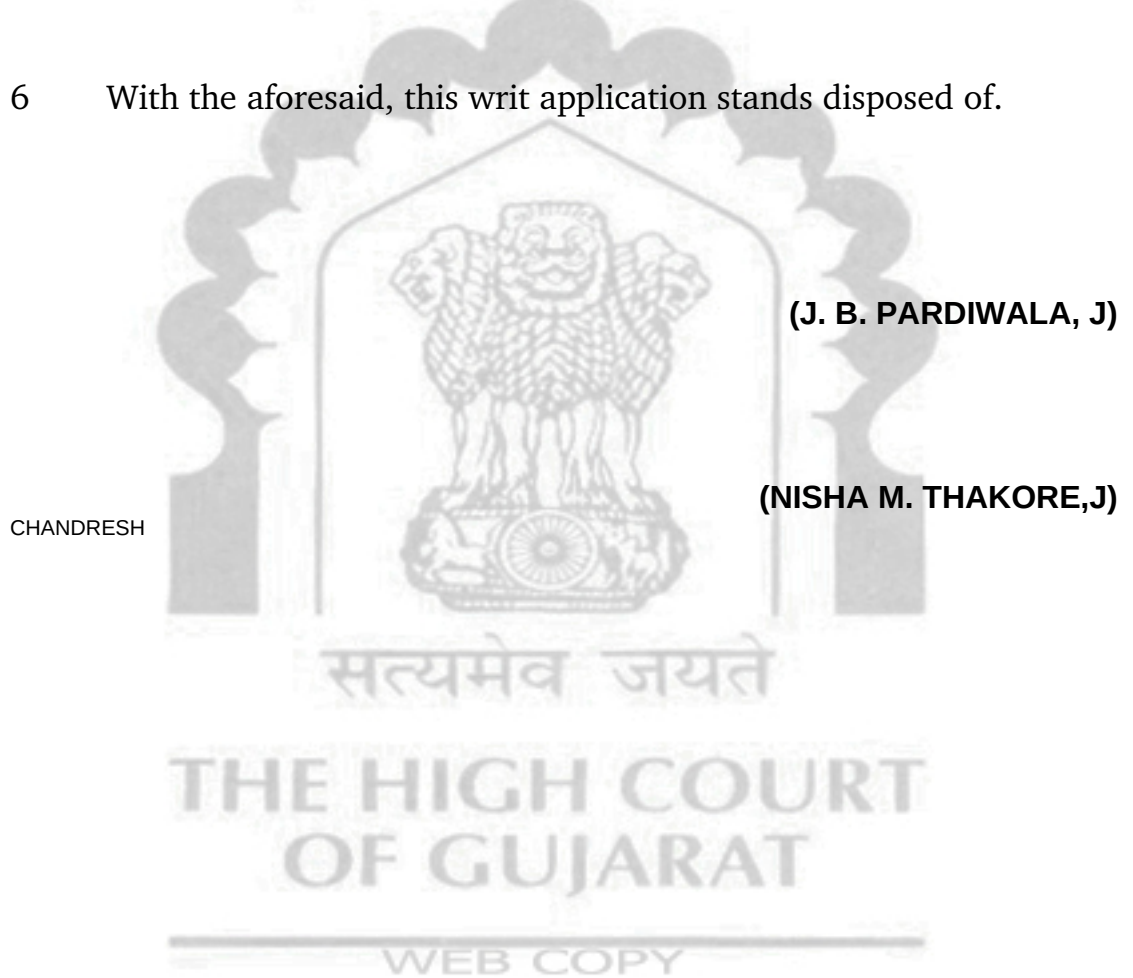 6 With the aforesaid, this writ application stands disposed of.
(J. B. PARDIWALA, J)
(NISHA M. THAKORE,J)
CHANDRESH
सत्यमेव जयते
THE HIGH COURT
OF GUJARAT
WEB COPY